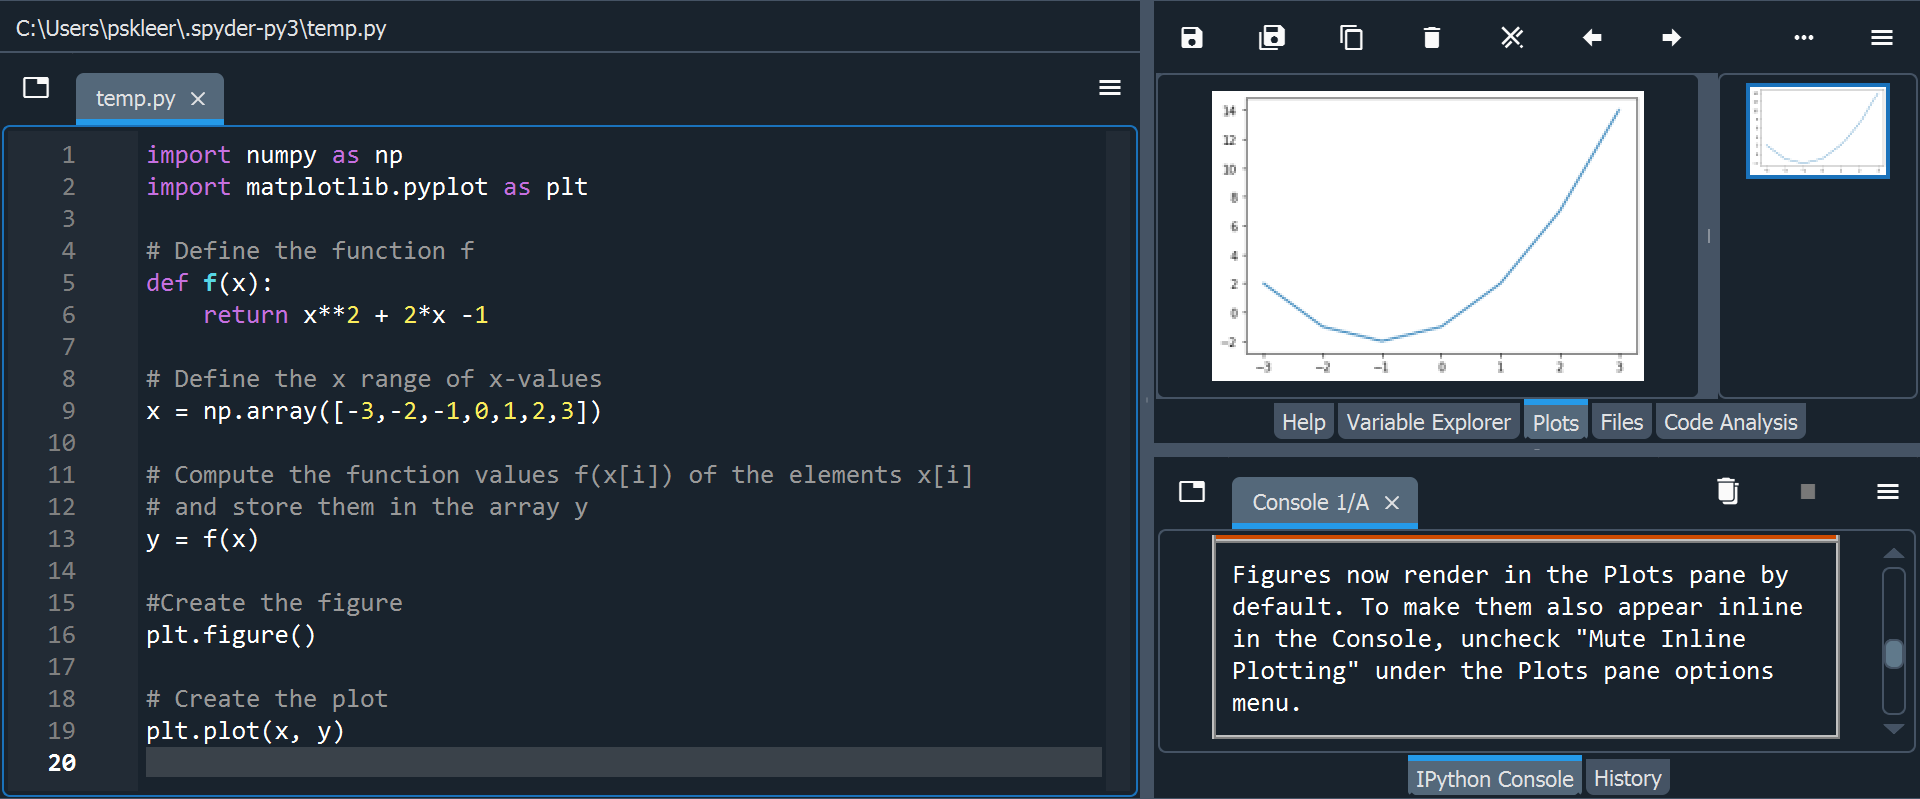 C:\Users\pskleer\.spyder-py3\temp.py
temp.py
1 import numpy as np
2 import matplotlib.pyplot as plt
3
4 # Define the function f
5 def f(x):
6     return x**2 + 2*x -1
7
8 # Define the x range of x-values
9 x = np.array([-3,-2,-1,0,1,2,3])
10
11 # Compute the function values f(x[i]) of the elements x[i]
12 # and store them in the array y
13 y = f(x)
14
15 #Create the figure
16 plt.figure()
17
18 # Create the plot
19 plt.plot(x, y)
20
14
12
10
8
6
4
2
0
−2
−3 −2 −1 0 1 2 3
Help Variable Explorer Plots Files Code Analysis
Console 1/A
Figures now render in the Plots pane by
default. To make them also appear inline
in the Console, uncheck "Mute Inline
Plotting" under the Plots pane options
menu.
IPython Console History